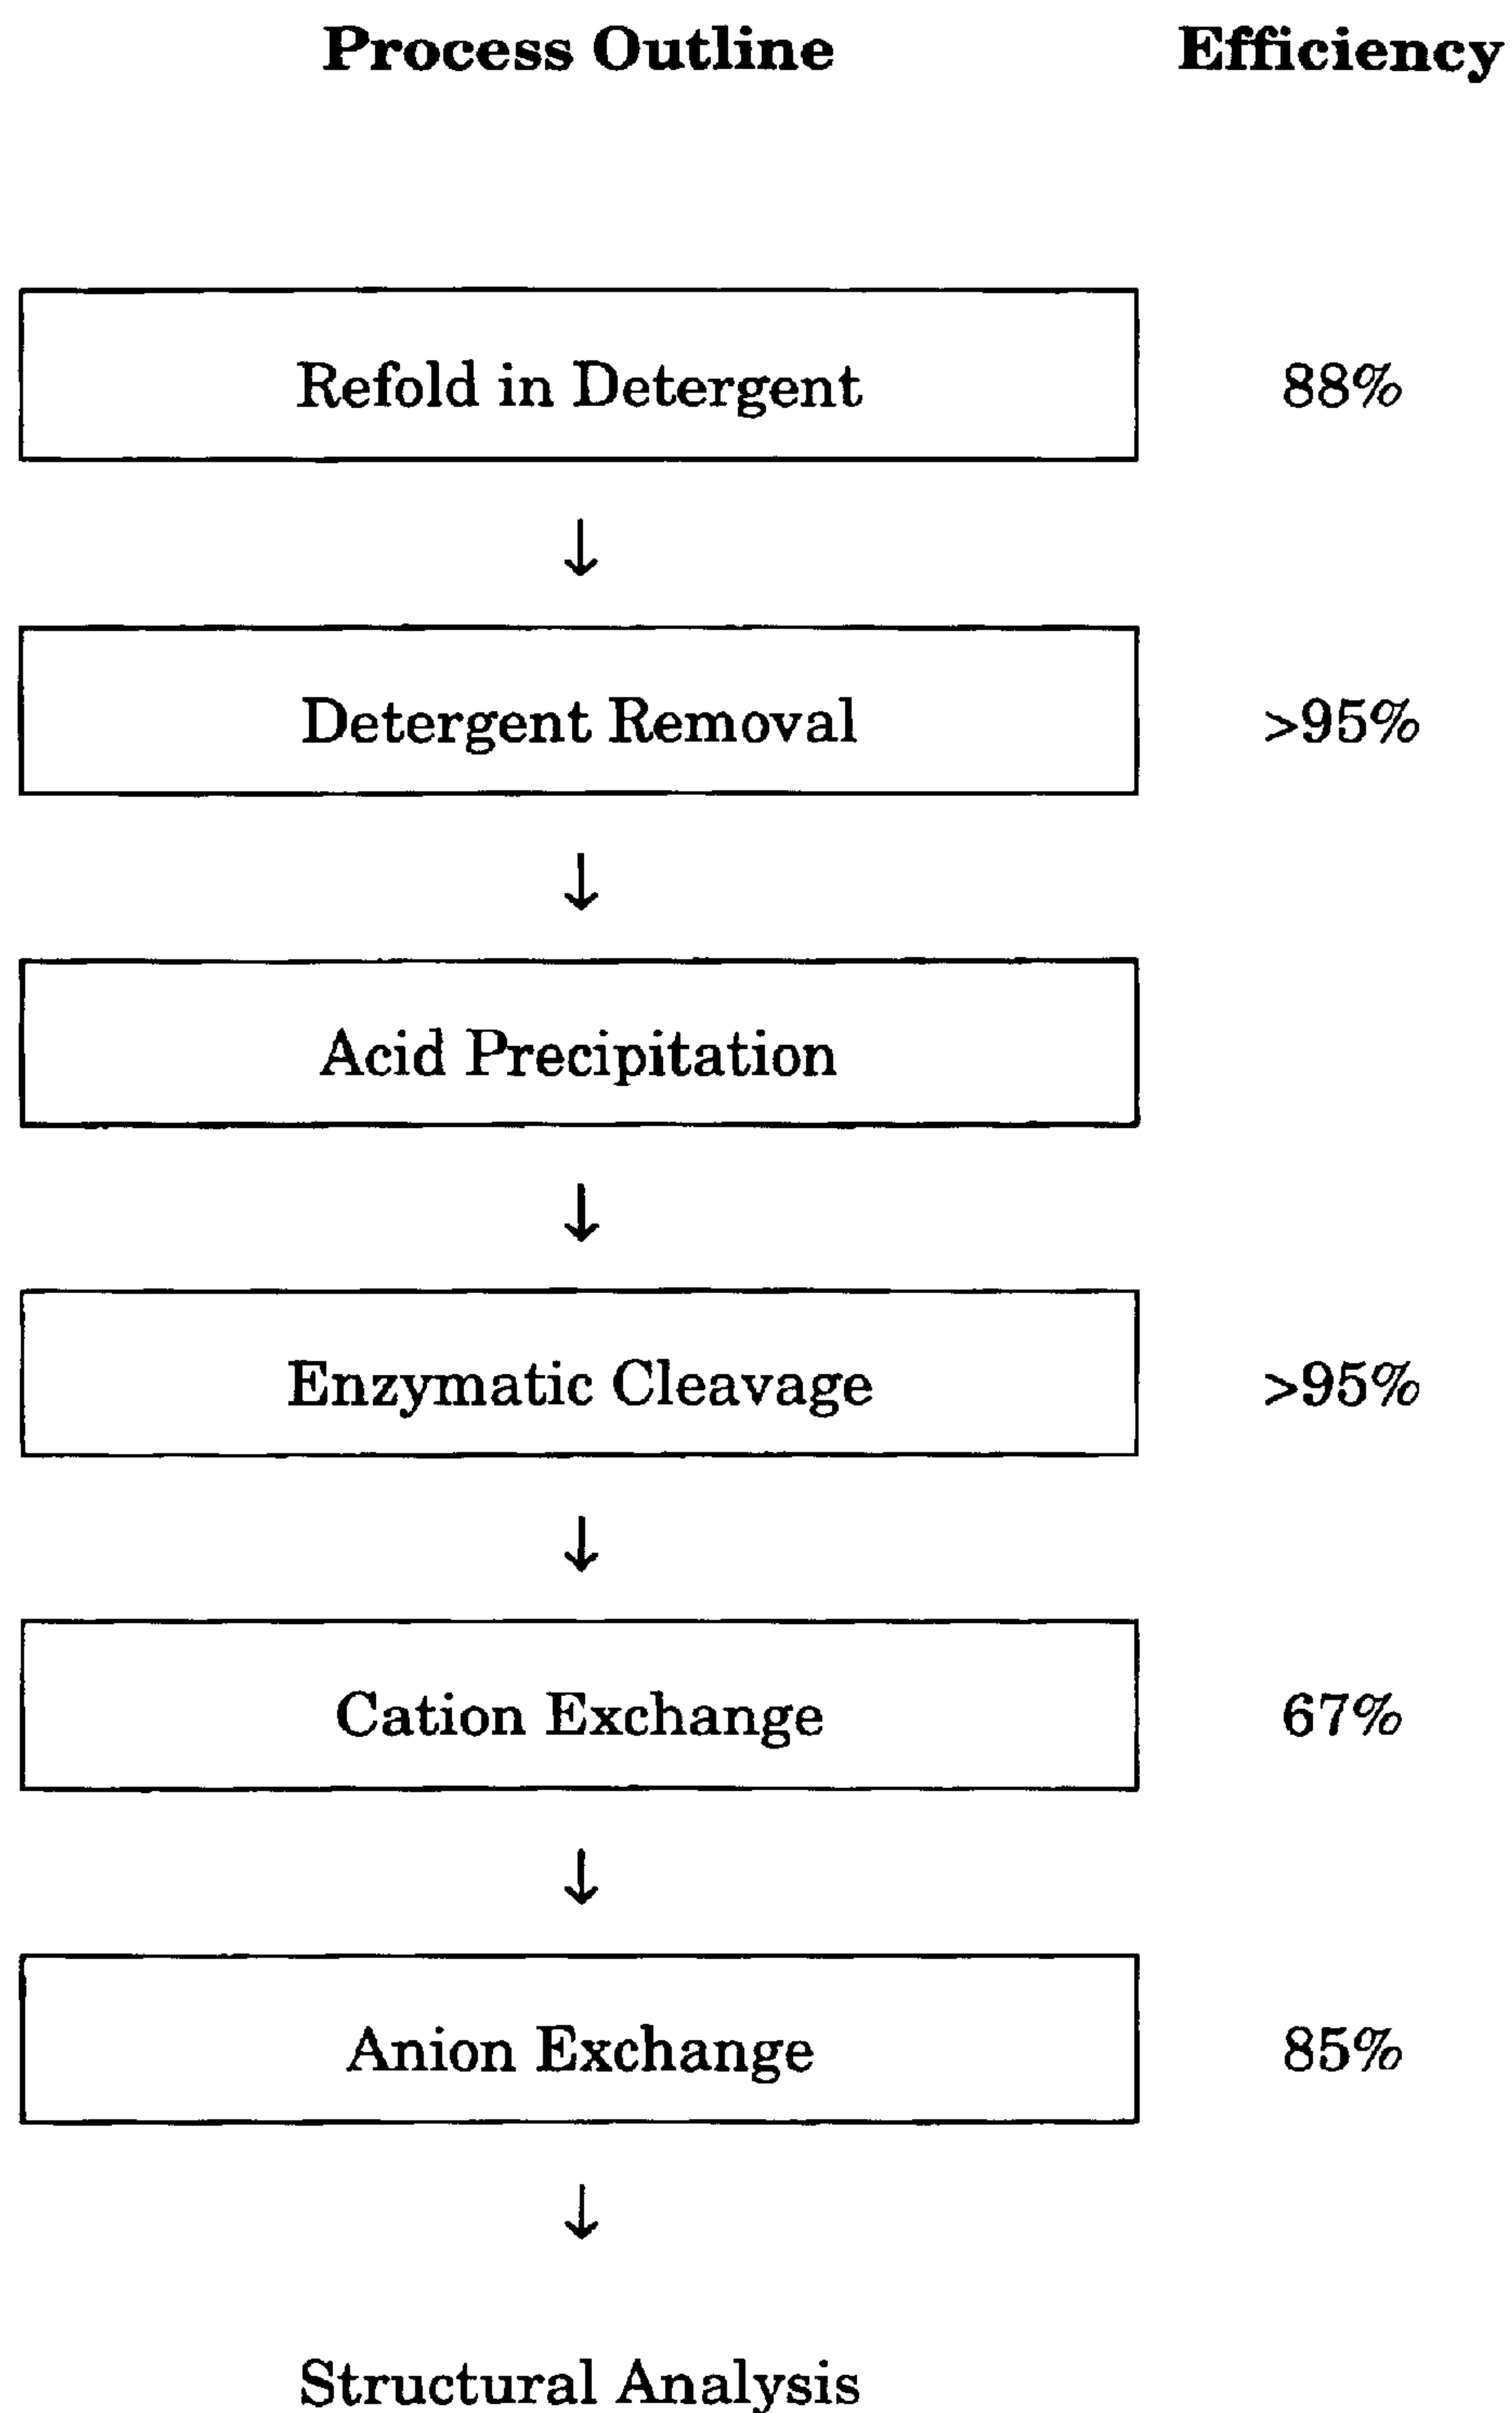 Process Outline Efficiency
Refold in Detergent 88%
↓
Detergent Removal >95%
↓
Acid Precipitation
↓
Enzymatic Cleavage >95%
↓
Cation Exchange 67%
↓
Anion Exchange 85%
↓
Structural Analysis